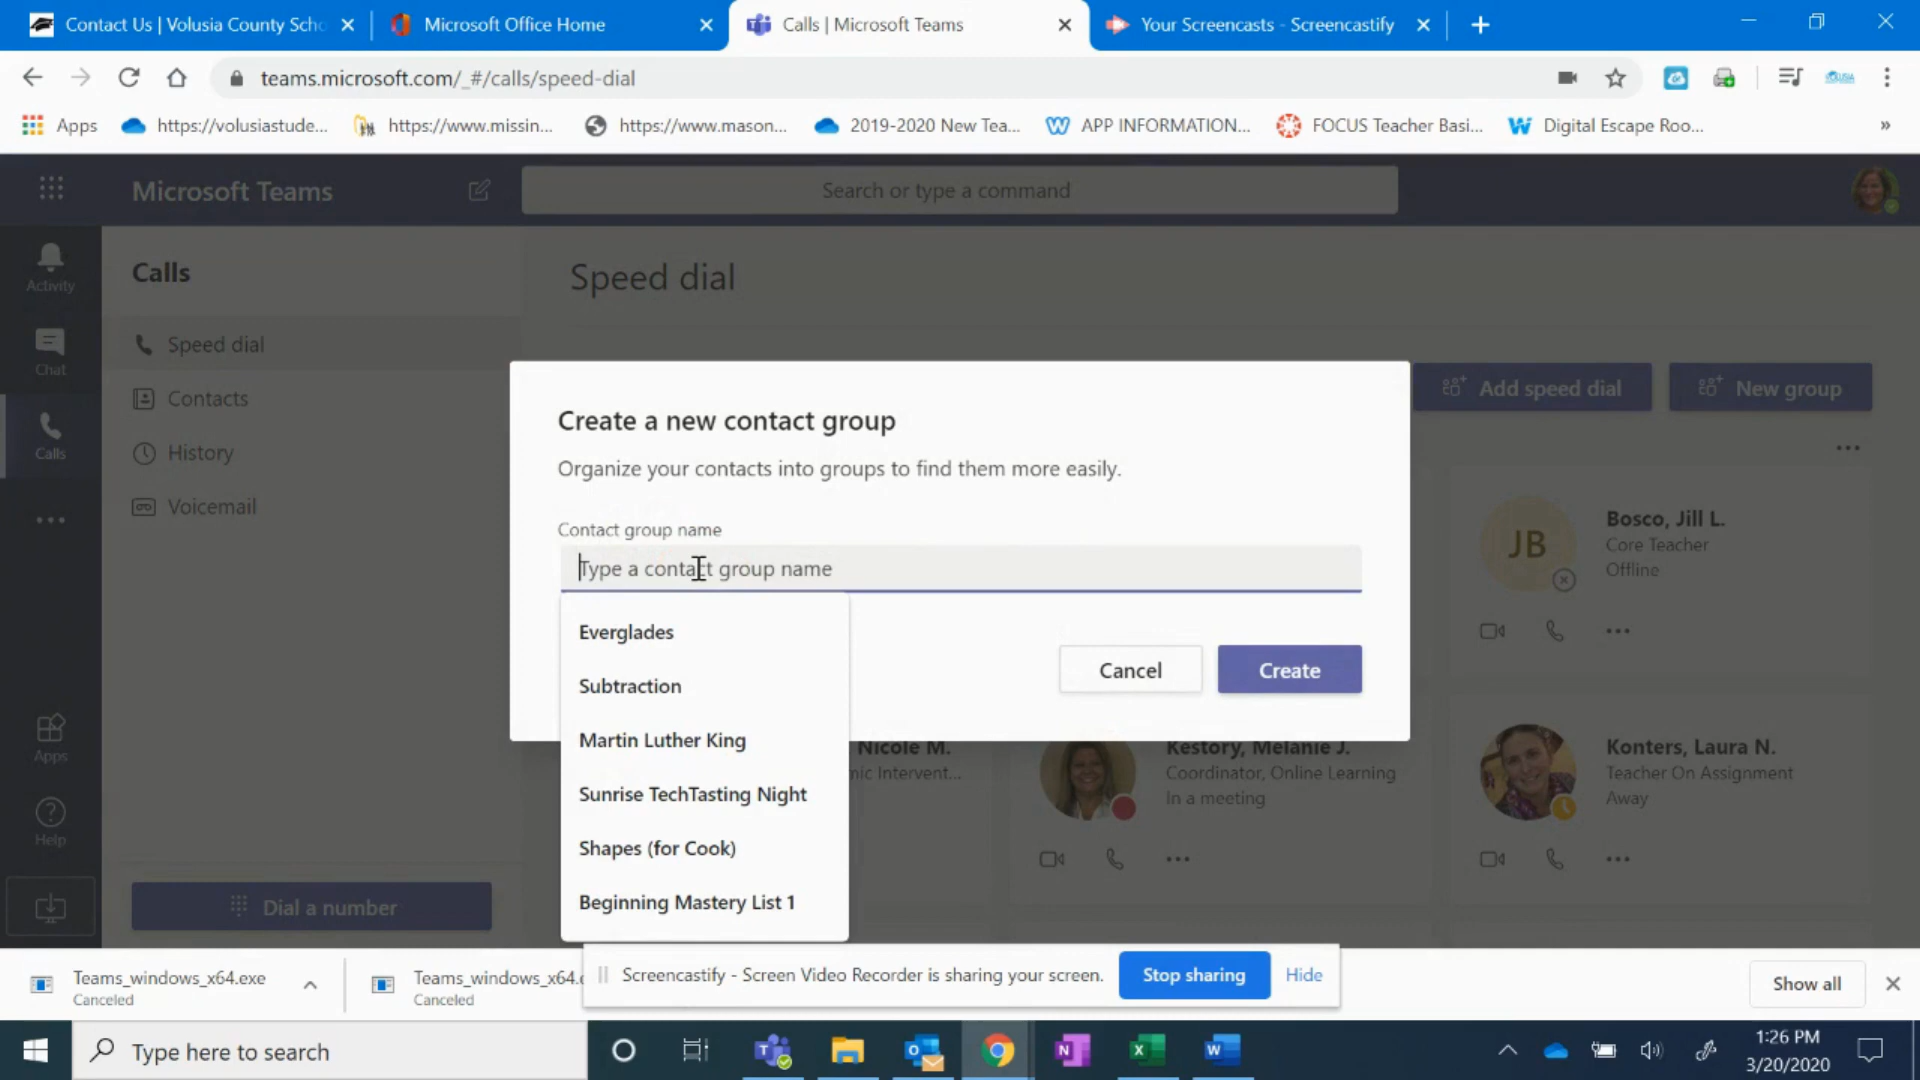 Contact Us | Volusia County Scho
Microsoft Office Home
Calls | Microsoft Teams
Your Screencasts - Screencastify
teams.microsoft.com/_#/calls/speed-dial
Apps
https://volusiastude...
https://www.missin...
https://www.mason...
2019-2020 New Tea...
APP INFORMATION...
FOCUS Teacher Basi...
Digital Escape Roo...
Microsoft Teams
Search or type a command
Activity
Chat
Calls
Apps
Help
Calls
Speed dial
Contacts
History
Voicemail
Dial a number
Speed dial
Add speed dial
New group
Create a new contact group
Organize your contacts into groups to find them more easily.
Contact group name
Type a contact group name
Everglades
Subtraction
Martin Luther King
Sunrise TechTasting Night
Shapes (for Cook)
Beginning Mastery List 1
Cancel
Create
JB
Bosco, Jill L.
Core Teacher
Offline
Nicole M.
Intervent...
Kestory, Melanie J.
Coordinator, Online Learning
In a meeting
Konters, Laura N.
Teacher On Assignment
Away
Teams_windows_x64.exe
Canceled
Teams_windows_x64.e
Canceled
Screencastify - Screen Video Recorder is sharing your screen.
Stop sharing
Hide
Show all
Type here to search
1:26 PM
3/20/2020